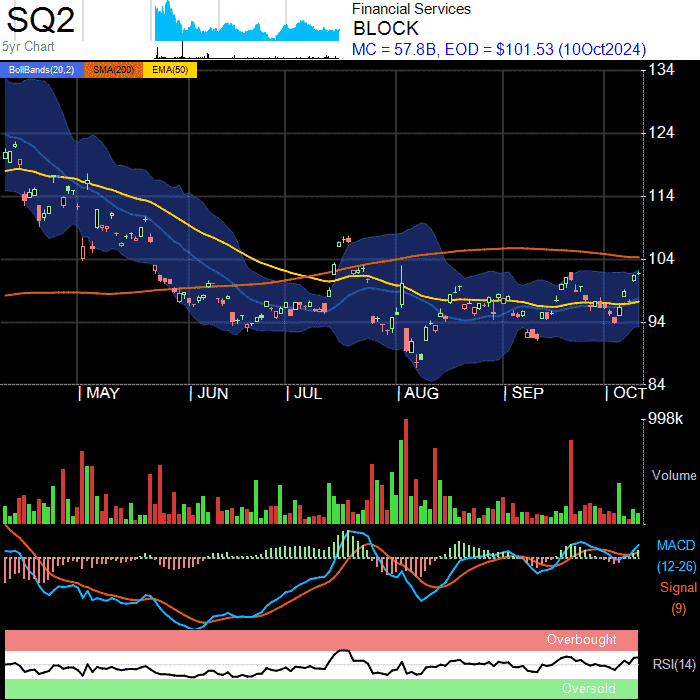 SQ2
5yr Chart
Financial Services
BLOCK
MC = 57.8B, EOD = $101.53 (10Oct2024)
BollBands(20,2) SMA(200) EMA(50)
134
124
114
104
94
84
| MAY | JUN | JUL | AUG | SEP | OCT
998k
Volume
MACD
(12-26)
Signal
(9)
Overbought
RSI(14)
Oversold